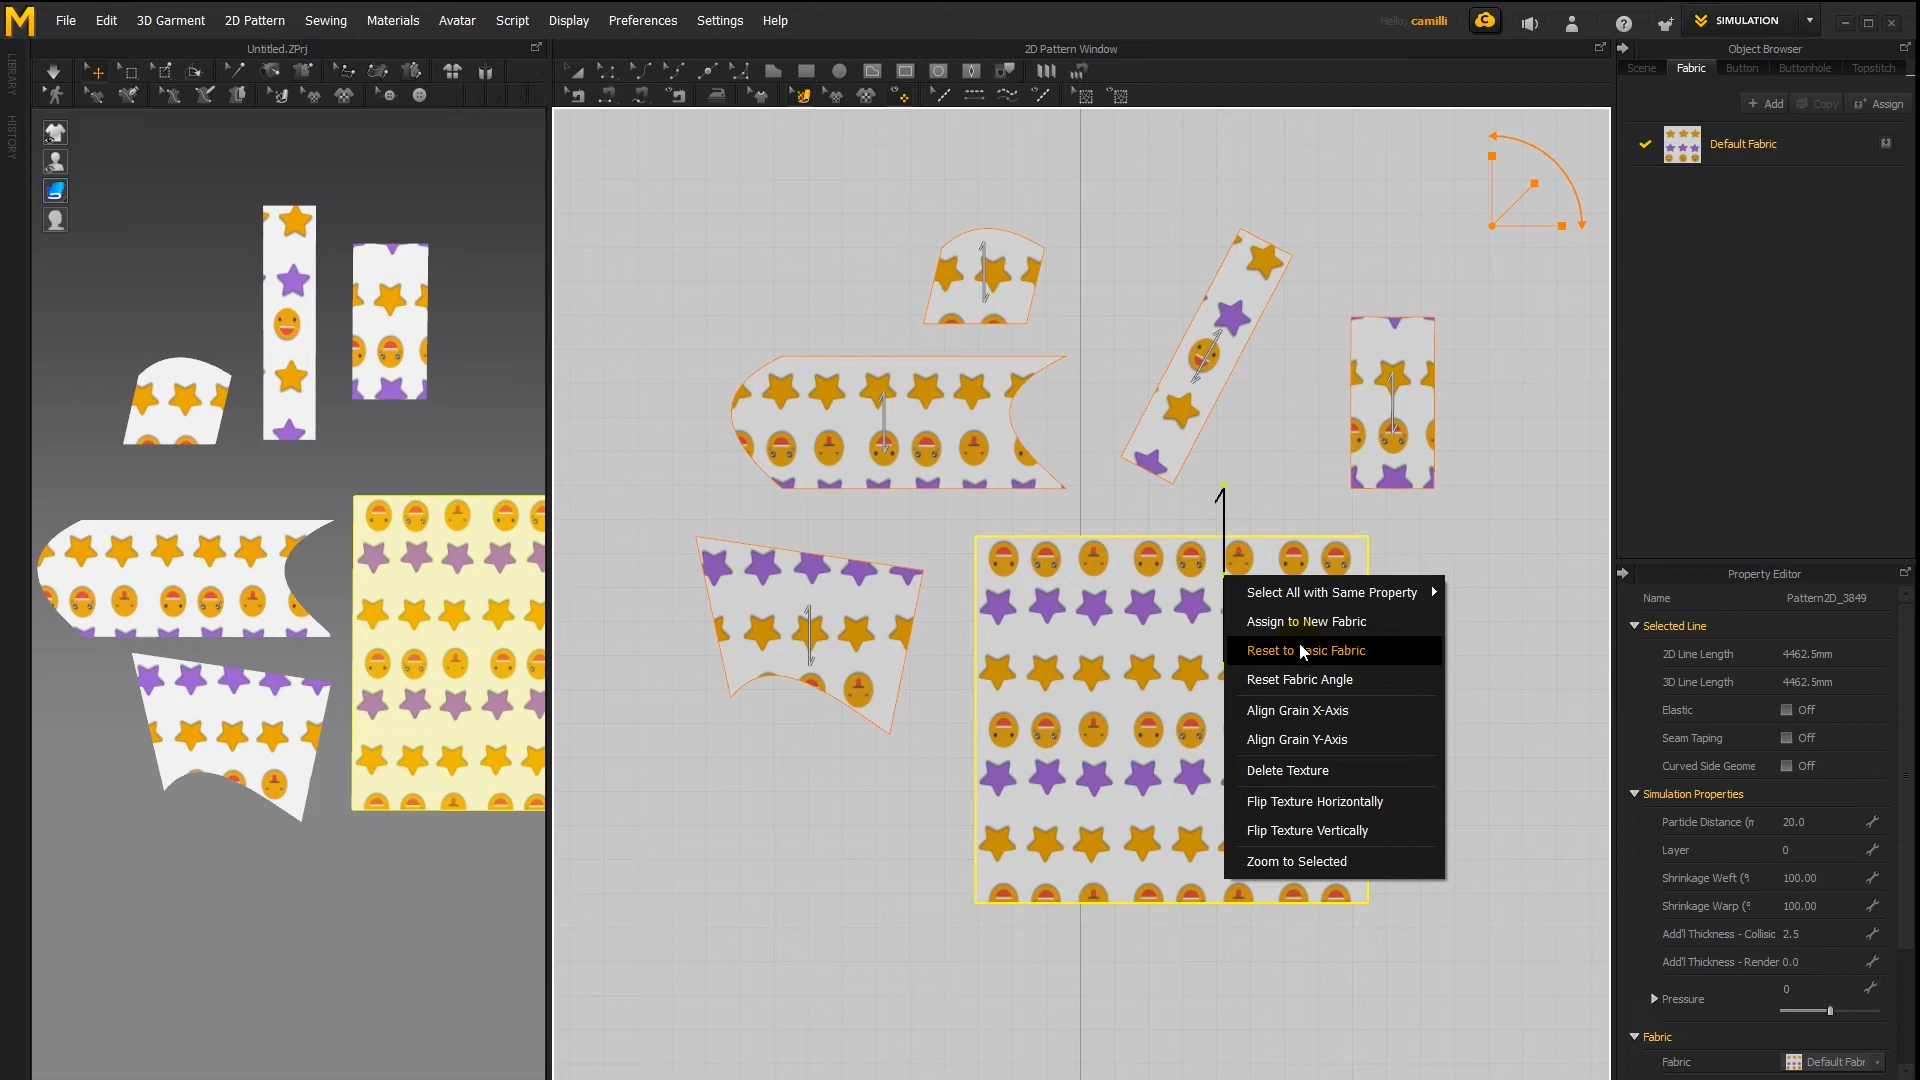 File Edit 3D Garment 2D Pattern Sewing Materials Avatar Script Display Preferences Settings Help
Hello, camilli
SIMULATION
Untitled.ZPrj
2D Pattern Window
Object Browser
LIBRARY
HISTORY
Scene Fabric Button Buttonhole Topstitch
+ Add Copy Assign
Default Fabric
Select All with Same Property
Assign to New Fabric
Reset to Basic Fabric
Reset Fabric Angle
Align Grain X-Axis
Align Grain Y-Axis
Delete Texture
Flip Texture Horizontally
Flip Texture Vertically
Zoom to Selected
Property Editor
Name Pattern2D_3849
Selected Line
2D Line Length 4462.5mm
3D Line Length 4462.5mm
Elastic Off
Seam Taping Off
Curved Side Geome Off
Simulation Properties
Particle Distance (m 20.0
Layer 0
Shrinkage Weft (% 100.00
Shrinkage Warp (% 100.00
Add'l Thickness - Collisic 2.5
Add'l Thickness - Render 0.0
Pressure 0
Fabric
Fabric Default Fabr